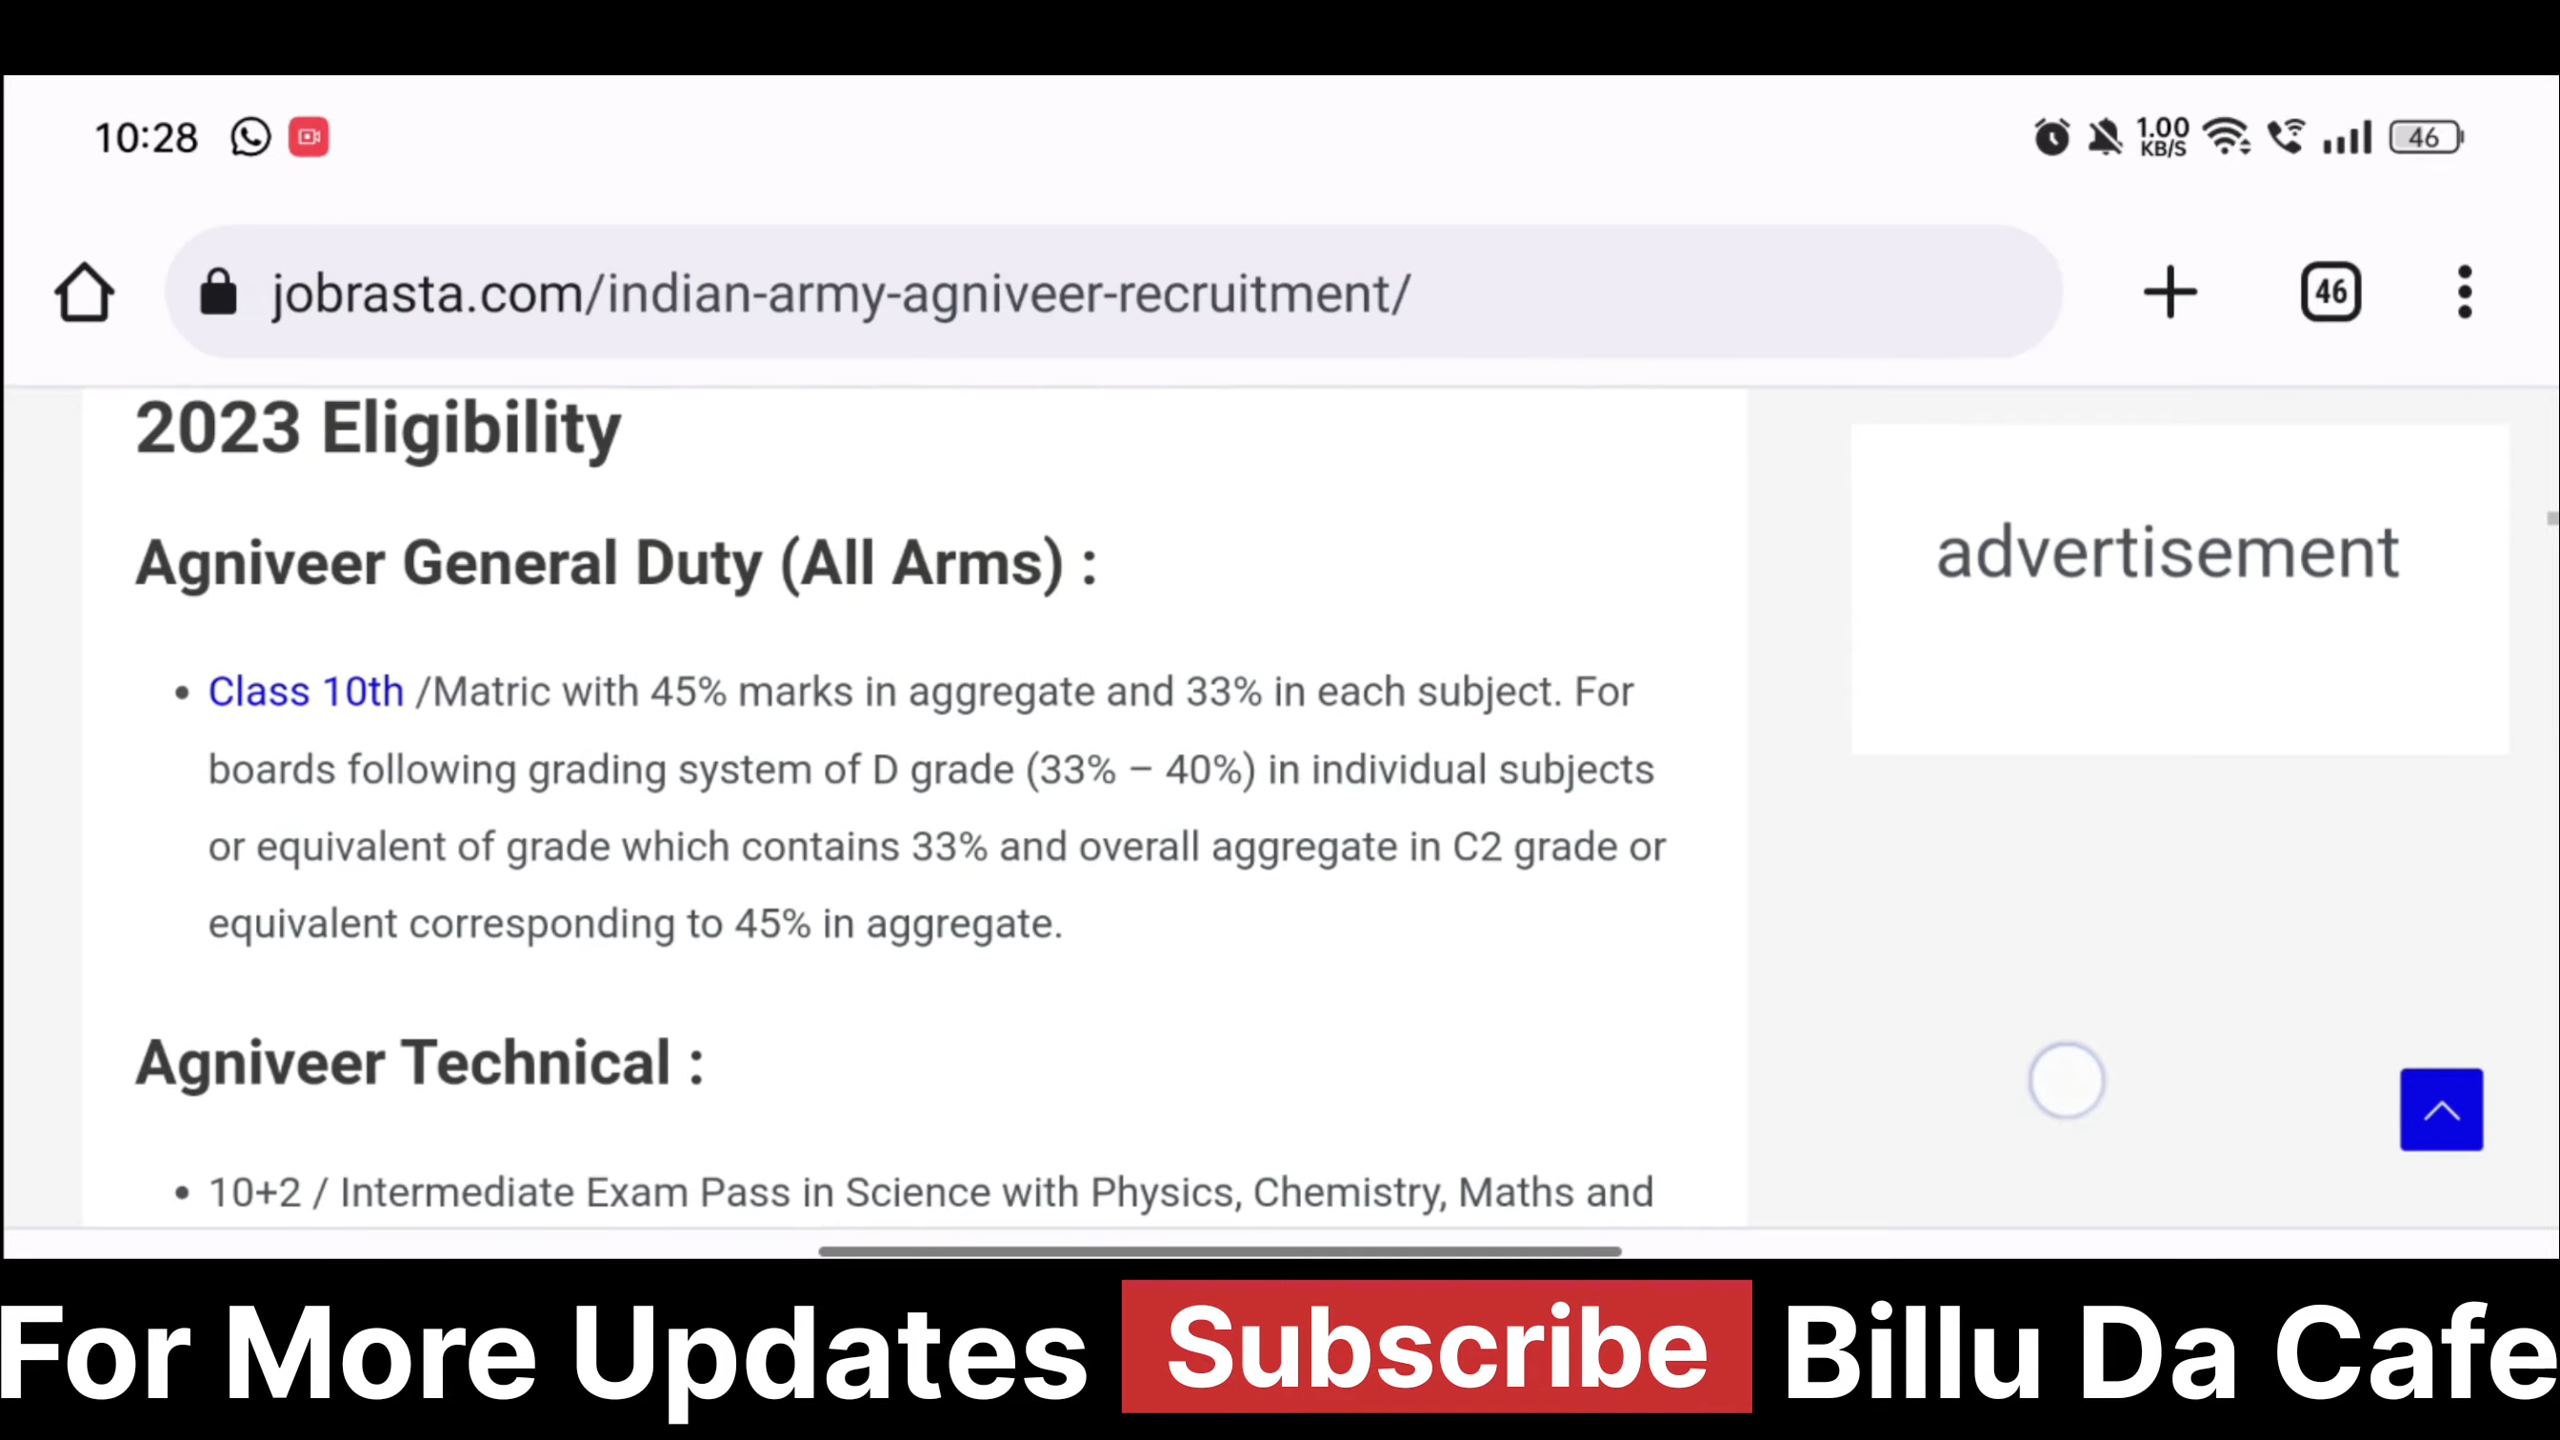 10:28
1.00
KB/S
46
jobrasta.com/indian-army-agniveer-recruitment/
46
2023 Eligibility
Agniveer General Duty (All Arms) :
advertisement
• Class 10th /Matric with 45% marks in aggregate and 33% in each subject. For
boards following grading system of D grade (33% – 40%) in individual subjects
or equivalent of grade which contains 33% and overall aggregate in C2 grade or
equivalent corresponding to 45% in aggregate.
Agniveer Technical :
• 10+2 / Intermediate Exam Pass in Science with Physics, Chemistry, Maths and
For More Updates Subscribe Billu Da Cafe